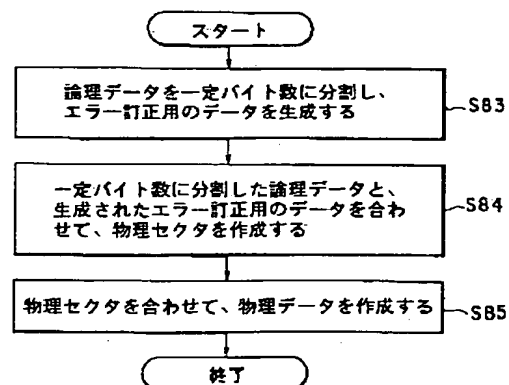 スタート
論理データを一定バイト数に分割し、
エラー訂正用のデータを生成する
S83
一定バイト数に分割した論理データと、
生成されたエラー訂正用のデータを合わ
せて、物理セクタを作成する
S84
物理セクタを合わせて、物理データを作成する
S85
終了